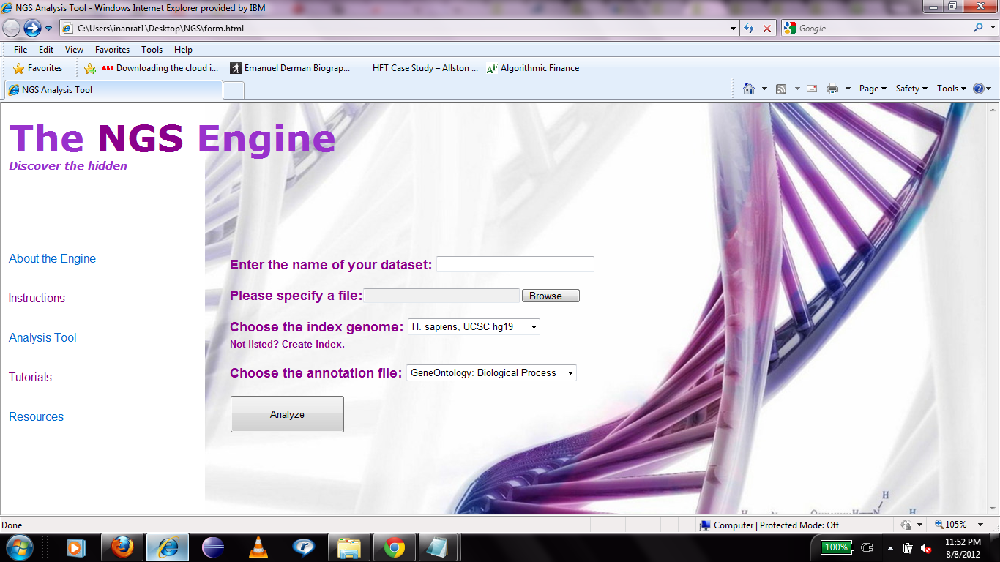 NGS Analysis Tool - Windows Internet Explorer provided by IBM
C:\Users\inanrat1\Desktop\NGS\form.html
Google
File Edit View Favorites Tools Help
Favorites ABB Downloading the cloud i... Emanuel Derman Biograp... HFT Case Study – Allston ... AF Algorithmic Finance
NGS Analysis Tool
Page Safety Tools
The NGS Engine
Discover the hidden
About the Engine
Instructions
Analysis Tool
Tutorials
Resources
Enter the name of your dataset:
Please specify a file: Browse...
Choose the index genome: H. sapiens, UCSC hg19
Not listed? Create index.
Choose the annotation file: GeneOntology: Biological Process
Analyze
H
H O H N H
Done
Computer | Protected Mode: Off
105%
100%
11:52 PM
8/8/2012